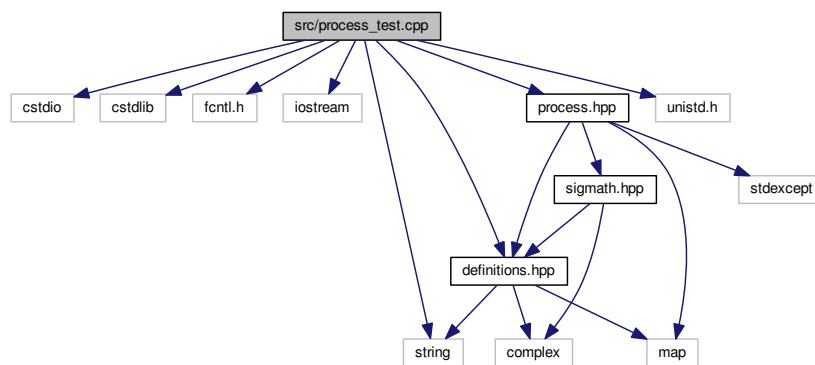 src/process_test.cpp
cstdio
cstdlib
fcntl.h
iostream
process.hpp
unistd.h
sigmath.hpp
stdexcept
definitions.hpp
string
complex
map